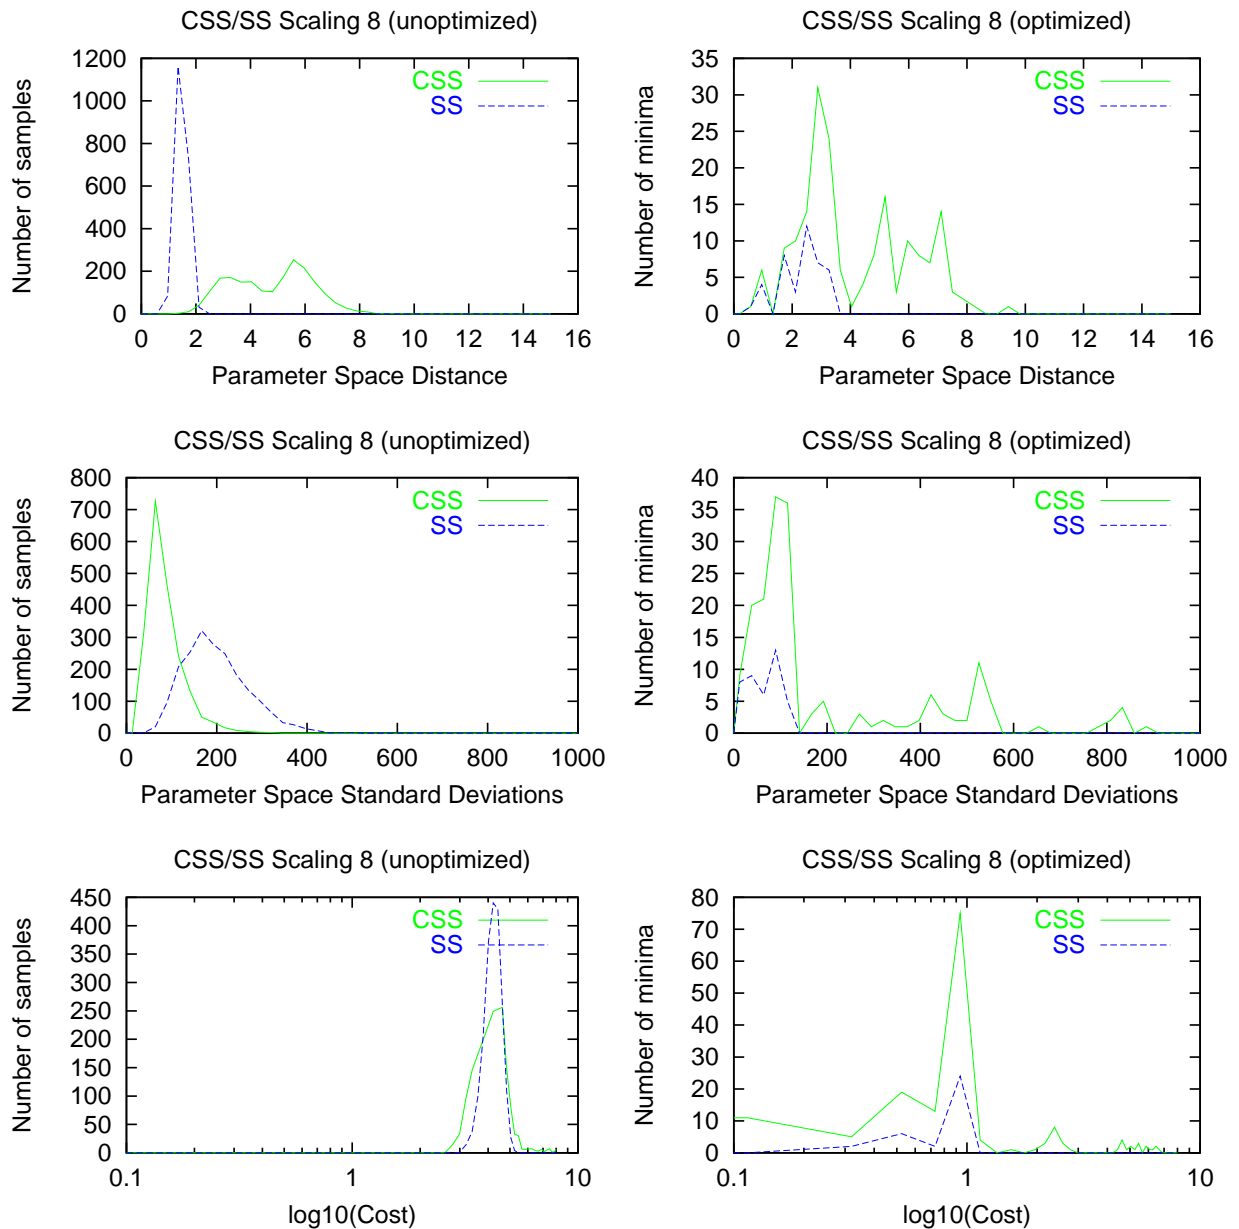 CSS/SS Scaling 8 (unoptimized)
Number of samples
1200
1000
800
600
400
200
0
CSS
SS
0 2 4 6 8 10 12 14 16
Parameter Space Distance
CSS/SS Scaling 8 (optimized)
Number of minima
35
30
25
20
15
10
5
0
CSS
SS
0 2 4 6 8 10 12 14 16
Parameter Space Distance
CSS/SS Scaling 8 (unoptimized)
Number of samples
800
700
600
500
400
300
200
100
0
CSS
SS
0 200 400 600 800 1000
Parameter Space Standard Deviations
CSS/SS Scaling 8 (optimized)
Number of minima
40
35
30
25
20
15
10
5
0
CSS
SS
0 200 400 600 800 1000
Parameter Space Standard Deviations
CSS/SS Scaling 8 (unoptimized)
Number of samples
450
400
350
300
250
200
150
100
50
0
CSS
SS
0.1 1 10
log10(Cost)
CSS/SS Scaling 8 (optimized)
Number of minima
80
70
60
50
40
30
20
10
0
CSS
SS
0.1 1 10
log10(Cost)